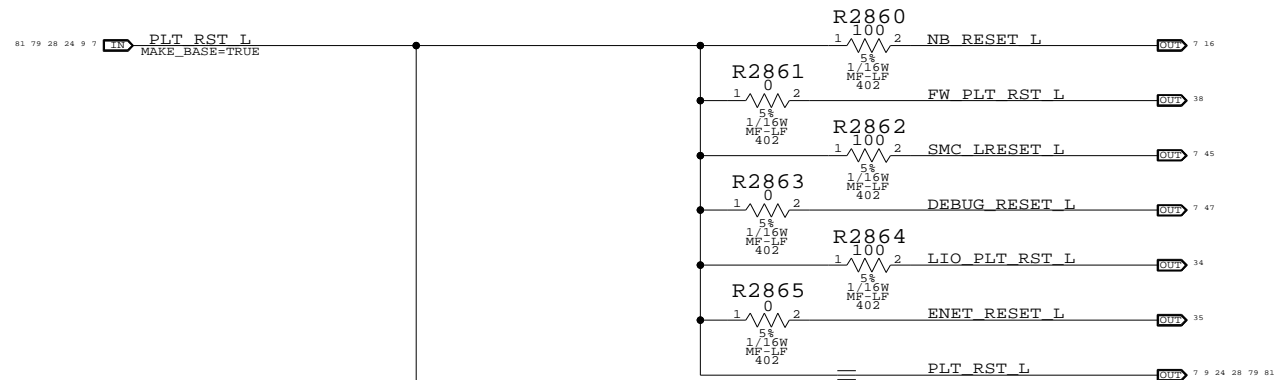 81 79 28 24 9 7 IN PLT_RST_L
MAKE_BASE=TRUE
R2860
100
1 2 NB_RESET_L OUT 7 16
5%
1/16W
MF-LF
402
R2861
0
1 2 FW_PLT_RST_L OUT 38
5%
1/16W
MF-LF
402
R2862
100
1 2 SMC_LRESET_L OUT 7 45
5%
1/16W
MF-LF
402
R2863
0
1 2 DEBUG_RESET_L OUT 7 47
5%
1/16W
MF-LF
402
R2864
100
1 2 LIO_PLT_RST_L OUT 34
5%
1/16W
MF-LF
402
R2865
0
1 2 ENET_RESET_L OUT 35
5%
1/16W
MF-LF
402
PLT_RST_L OUT 7 9 24 28 79 81